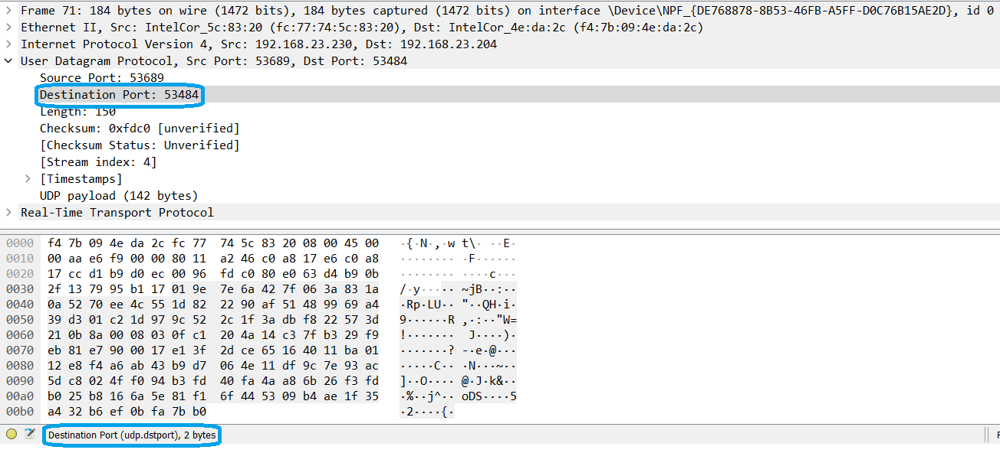 Frame 71: 184 bytes on wire (1472 bits), 184 bytes captured (1472 bits) on interface \Device\NPF_{DE768878-8B53-46FB-A5FF-D0C76B15AE2D}, id 0
Ethernet II, Src: IntelCor_5c:83:20 (fc:77:74:5c:83:20), Dst: IntelCor_4e:da:2c (f4:7b:09:4e:da:2c)
Internet Protocol Version 4, Src: 192.168.23.230, Dst: 192.168.23.204
User Datagram Protocol, Src Port: 53689, Dst Port: 53484
Source Port: 53689
Destination Port: 53484
Length: 150
Checksum: 0xfdc0 [unverified]
[Checksum Status: Unverified]
[Stream index: 4]
[Timestamps]
UDP payload (142 bytes)
Real-Time Transport Protocol
0000 f4 7b 09 4e da 2c fc 77 74 5c 83 20 08 00 45 00 ·{·N·,·wt\· ··E·
0010 00 aa e6 f9 00 00 80 11 a2 46 c0 a8 17 e6 c0 a8 ·········F······
0020 17 cc d1 b9 d0 ec 00 96 fd c0 80 e0 63 d4 b9 0b ············c···
0030 2f 13 79 95 b1 17 01 9e 7e 6a 42 7f 06 3a 83 1a /·y·····~jB··:··
0040 0a 52 70 ee 4c 55 1d 82 22 90 af 51 48 99 69 a4 ·Rp·LU··"··QH·i·
0050 39 d3 01 c2 1d 97 9c 52 2c 1f 3a db f8 22 57 3d 9······R,·:··"W=
0060 21 0b 8a 00 08 03 0f c1 20 4a 14 c3 7f b3 29 f9 !······· J····)·
0070 eb 81 e7 90 00 17 e1 3f 2d ce 65 16 40 11 ba 01 ·······?-·e·@···
0080 12 e8 f4 a6 ab 43 b9 d7 06 4e 11 df 9c 7e 93 ac ·····C···N···~··
0090 5d c8 02 4f f0 94 b3 fd 40 fa 4a a8 6b 26 f3 fd ]··O····@·J·k&··
00a0 b0 25 b8 16 6a 5e 81 f1 6f 44 53 09 b4 ae 1f 35 ·%··j^··oDS····5
00b0 a4 32 b6 ef 0b fa 7b b0 ·2····{·
Destination Port (udp.dstport), 2 bytes